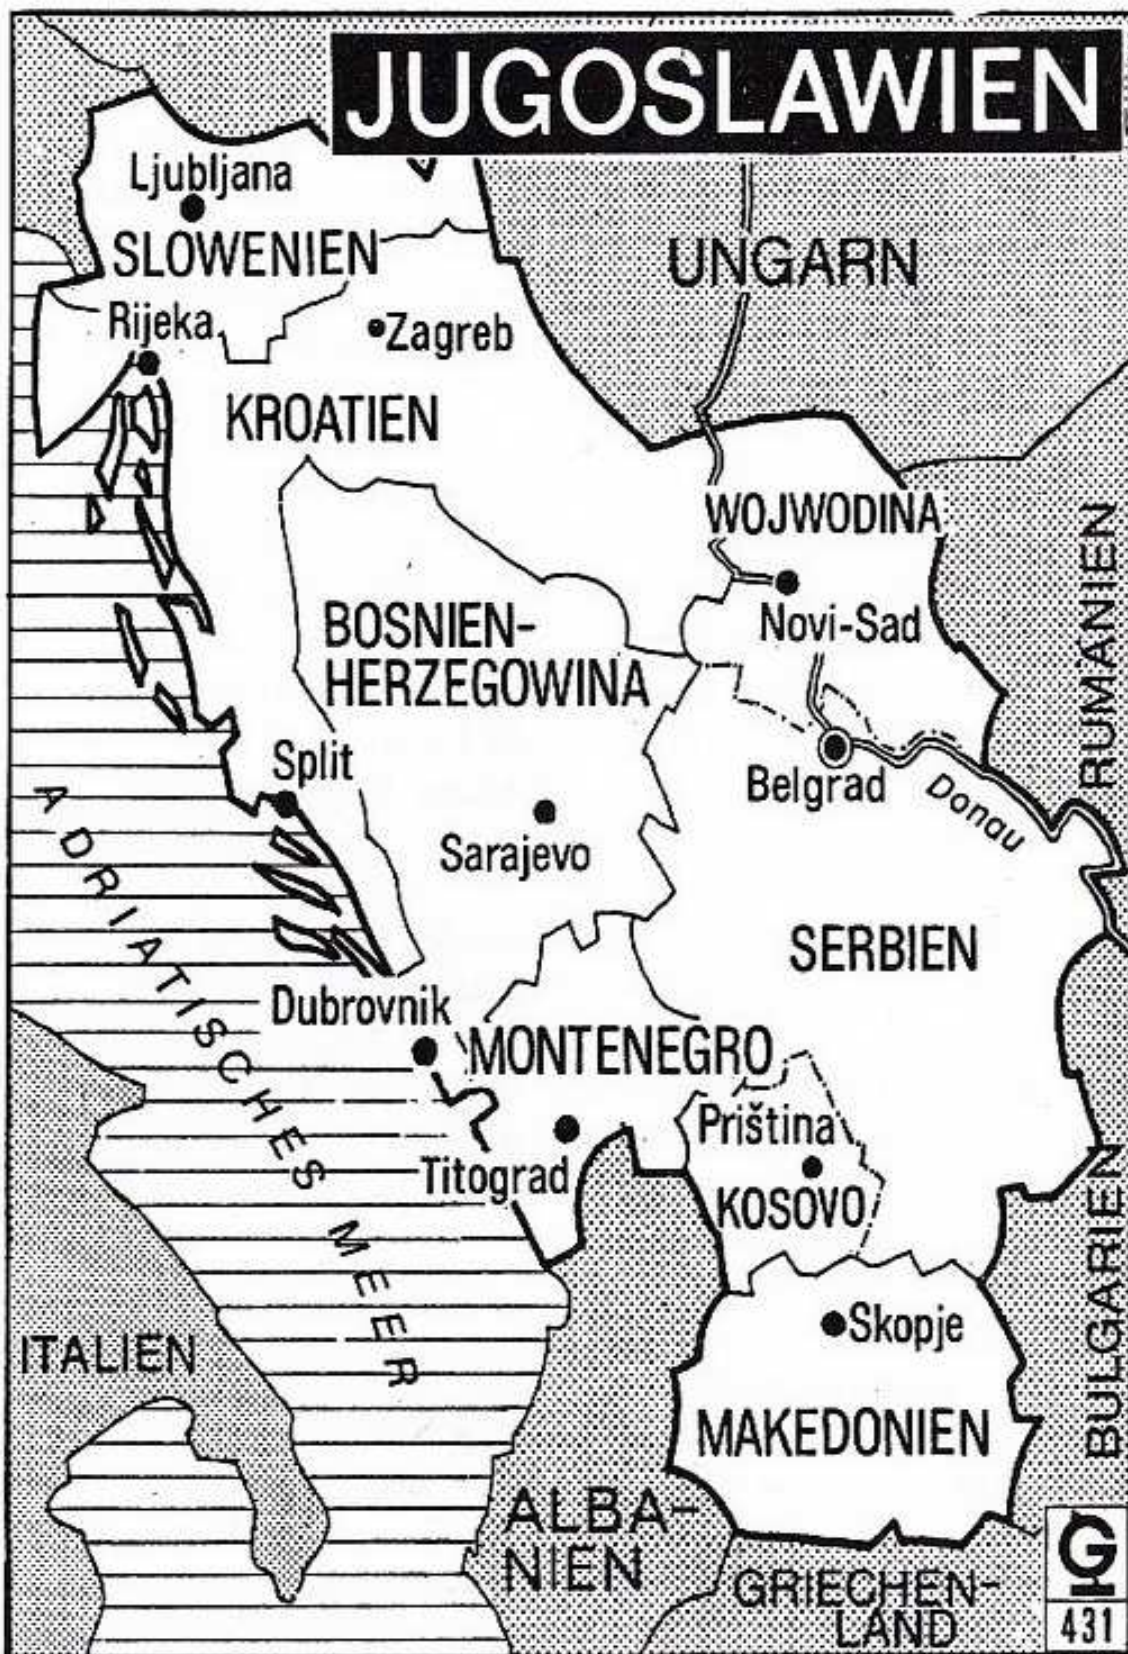 JUGOSLAWIEN
Ljubljana
SLOWENIEN
UNGARN
Rijeka
Zagreb
KROATIEN
WOJWODINA
RUMÄNIEN
BOSNIEN-
HERZEGOWINA
Novi-Sad
Split
Belgrad
Donau
Sarajevo
ADRIATISCHES MEER
SERBIEN
Dubrovnik
MONTENEGRO
Priština
Titograd
KOSOVO
BULGARIEN
Skopje
ITALIEN
MAKEDONIEN
ALBA-
NIEN
GRIECHEN-
LAND
G
431